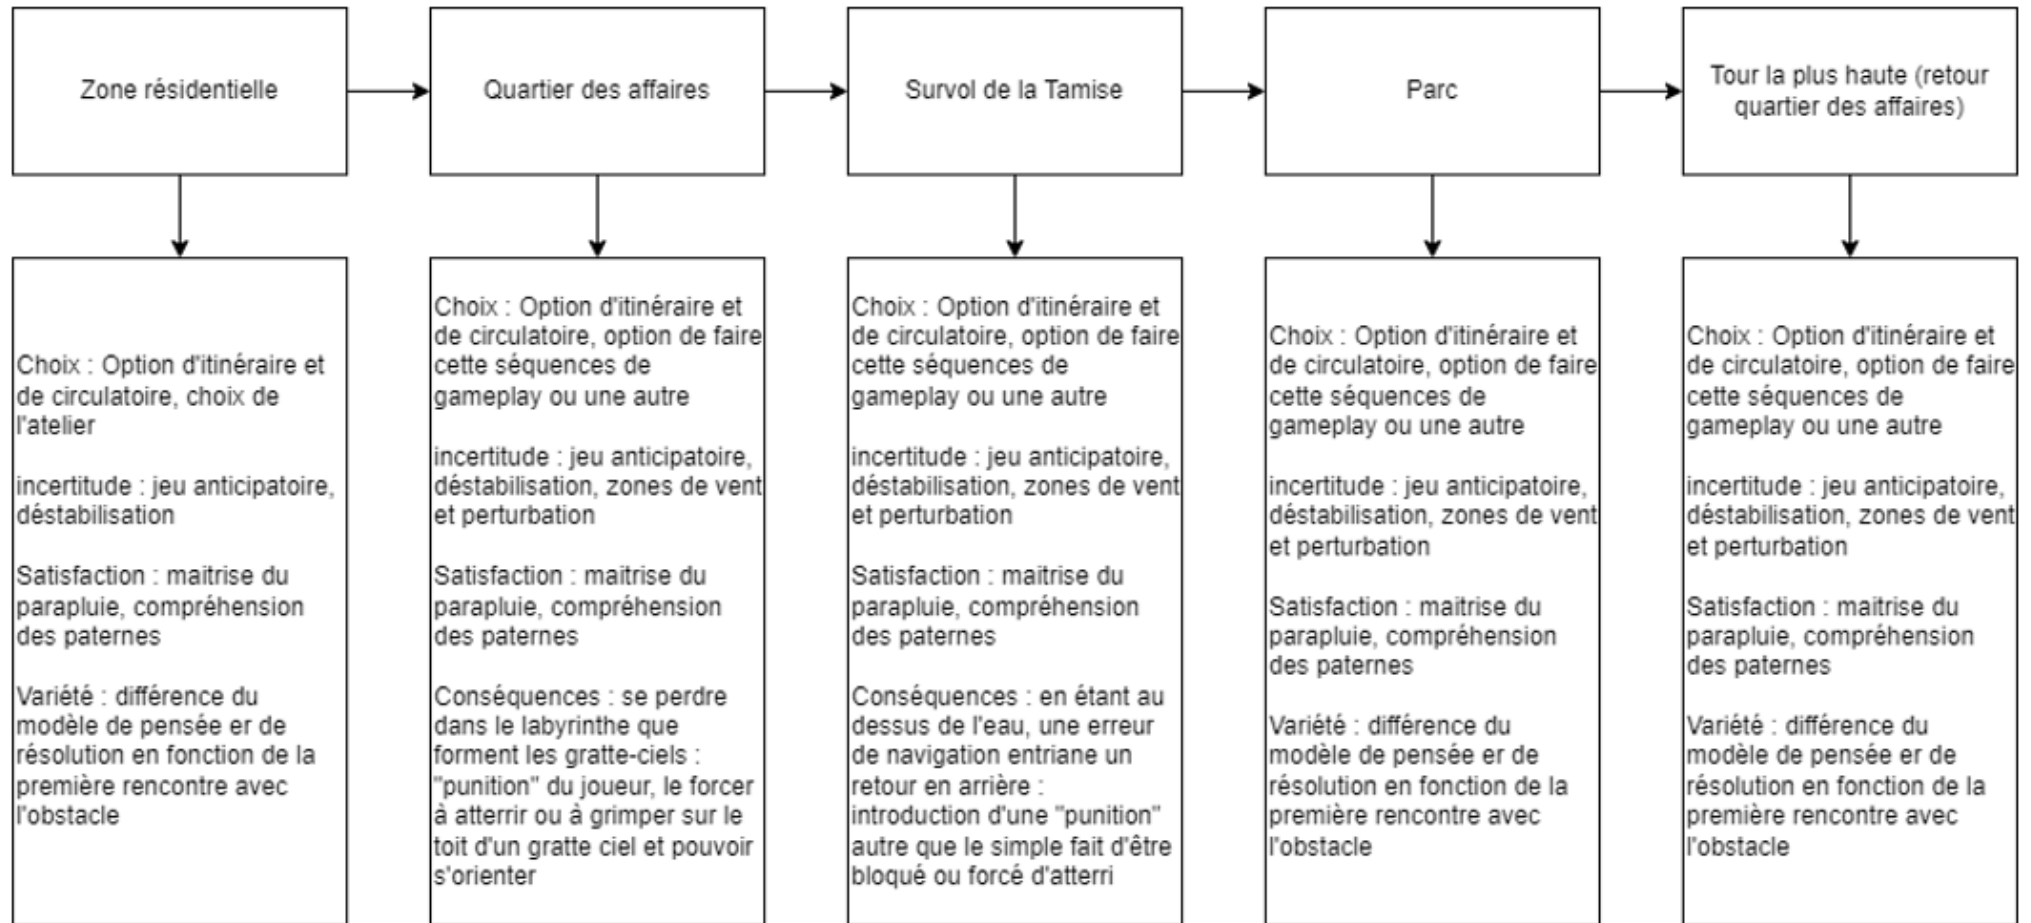 Zone résidentielle
Quartier des affaires
Survol de la Tamise
Parc
Tour la plus haute (retour
quartier des affaires)
Choix : Option d'itinéraire et
de circulatoire, choix de
l'atelier
incertitude : jeu anticipatoire,
déstabilisation
Satisfaction : maitrise du
parapluie, compréhension
des paternes
Variété : différence du
modèle de pensée er de
résolution en fonction de la
première rencontre avec
l'obstacle
Choix : Option d'itinéraire et
de circulatoire, option de faire
cette séquences de
gameplay ou une autre
incertitude : jeu anticipatoire,
déstabilisation, zones de vent
et perturbation
Satisfaction : maitrise du
parapluie, compréhension
des paternes
Conséquences : se perdre
dans le labyrinthe que
forment les gratte-ciels :
"punition" du joueur, le forcer
à atterrir ou à grimper sur le
toit d'un gratte ciel et pouvoir
s'orienter
Choix : Option d'itinéraire et
de circulatoire, option de faire
cette séquences de
gameplay ou une autre
incertitude : jeu anticipatoire,
déstabilisation, zones de vent
et perturbation
Satisfaction : maitrise du
parapluie, compréhension
des paternes
Conséquences : en étant au
dessus de l'eau, une erreur
de navigation entriane un
retour en arrière :
introduction d'une "punition"
autre que le simple fait d'être
bloqué ou forcé d'atterri
Choix : Option d'itinéraire et
de circulatoire, option de faire
cette séquences de
gameplay ou une autre
incertitude : jeu anticipatoire,
déstabilisation, zones de vent
et perturbation
Satisfaction : maitrise du
parapluie, compréhension
des paternes
Variété : différence du
modèle de pensée er de
résolution en fonction de la
première rencontre avec
l'obstacle
Choix : Option d'itinéraire et
de circulatoire, option de faire
cette séquences de
gameplay ou une autre
incertitude : jeu anticipatoire,
déstabilisation, zones de vent
et perturbation
Satisfaction : maitrise du
parapluie, compréhension
des paternes
Variété : différence du
modèle de pensée er de
résolution en fonction de la
première rencontre avec
l'obstacle